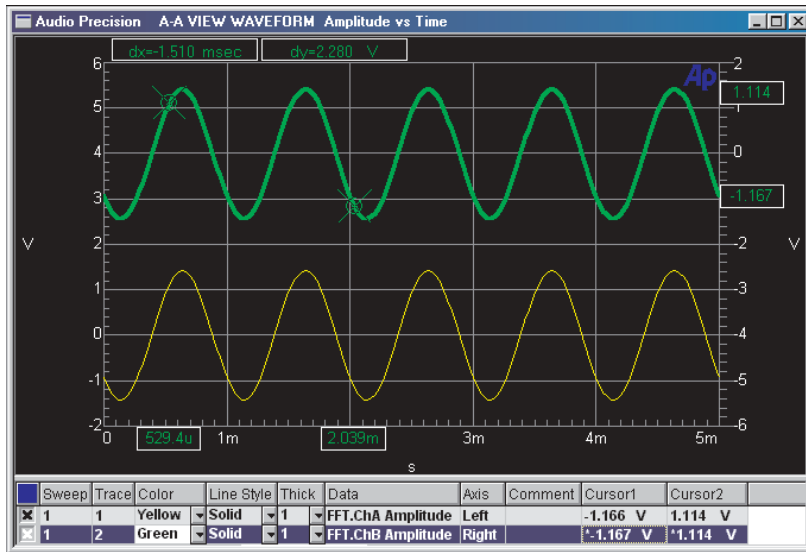 Audio Precision A-A VIEW WAVEFORM Amplitude vs Time
dx=-1.510 msec dy=2.280 V
Ap
6 2
5 1
1.114
4 0
3
-1.167
V 2 -2 V
1 -3
0 -4
-1 -5
-2 -6
0 529.4u 1m 2.039m 3m 4m 5m
s
Sweep Trace Color Line Style Thick Data Axis Comment Cursor1 Cursor2
1 1 Yellow Solid 1 FFT.ChA Amplitude Left -1.166 V 1.114 V
1 2 Green Solid 1 FFT.ChB Amplitude Right *-1.167 V *1.114 V